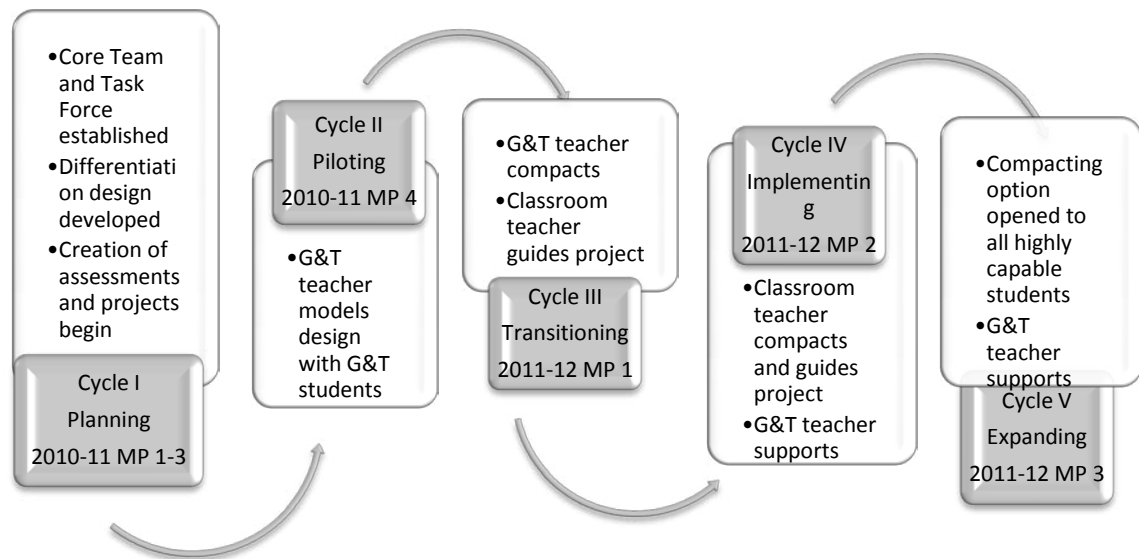 •Core Team
and Task
Force
established
•Differentiati
on design
developed
•Creation of
assessments
and projects
begin
Cycle I
Planning
2010-11 MP 1-3
Cycle II
Piloting
2010-11 MP 4
•G&T
teacher
models
design
with G&T
students
•G&T teacher
compacts
•Classroom
teacher
guides project
Cycle III
Transitioning
2011-12 MP 1
Cycle IV
Implementin
g
2011-12 MP 2
•Classroom
teacher
compacts
and guides
project
•G&T teacher
supports
•Compacting
option
opened to
all highly
capable
students
•G&T
teacher
supports
Cycle V
Expanding
2011-12 MP 3